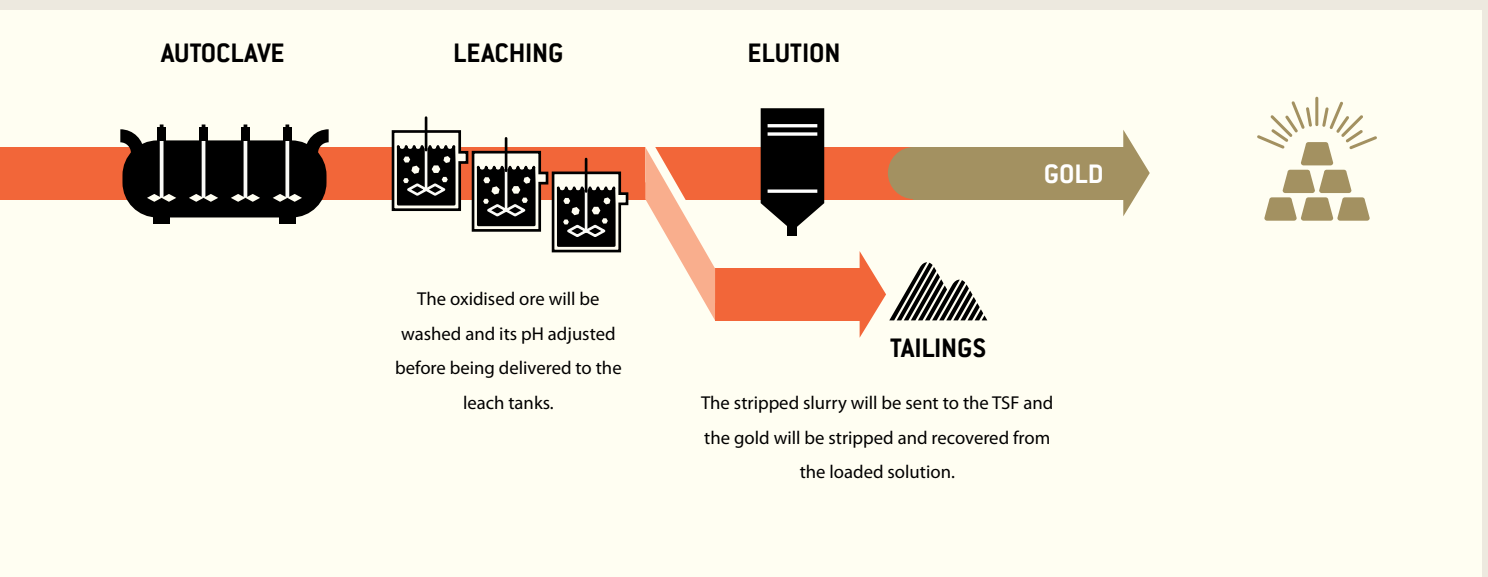 AUTOCLAVE
LEACHING
ELUTION
GOLD
The oxidised ore will be
washed and its pH adjusted
before being delivered to the
leach tanks.
TAILINGS
The stripped slurry will be sent to the TSF and
the gold will be stripped and recovered from
the loaded solution.